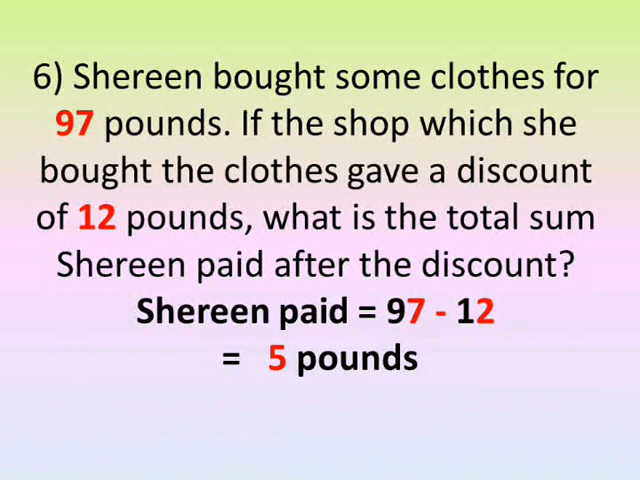 6) Shereen bought some clothes for
97 pounds. If the shop which she
bought the clothes gave a discount
of 12 pounds, what is the total sum
Shereen paid after the discount?
Shereen paid = 97 - 12
= 5 pounds